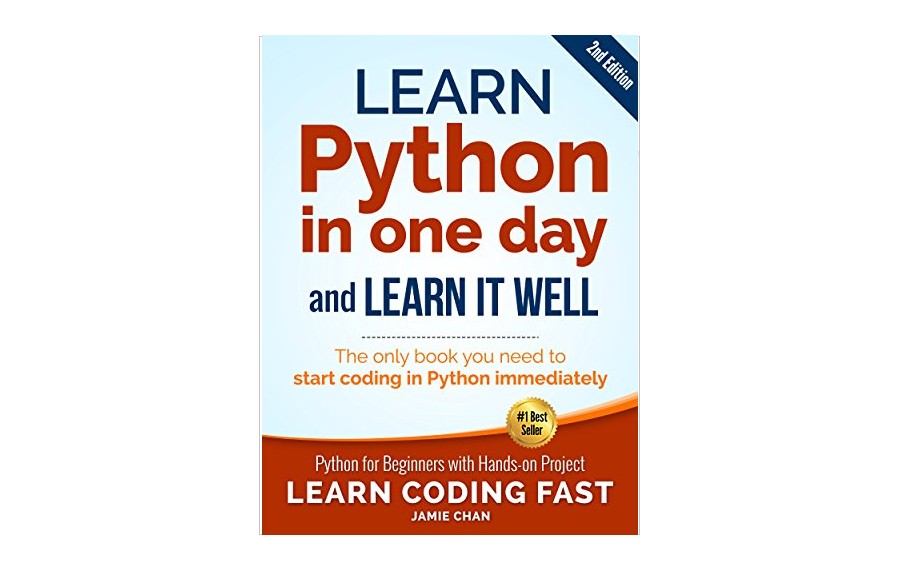 2nd Edition
LEARN
Python
in one day
and LEARN IT WELL
The only book you need to
start coding in Python immediately
#1 Best
Seller
Python for Beginners with Hands-on Project
LEARN CODING FAST
JAMIE CHAN